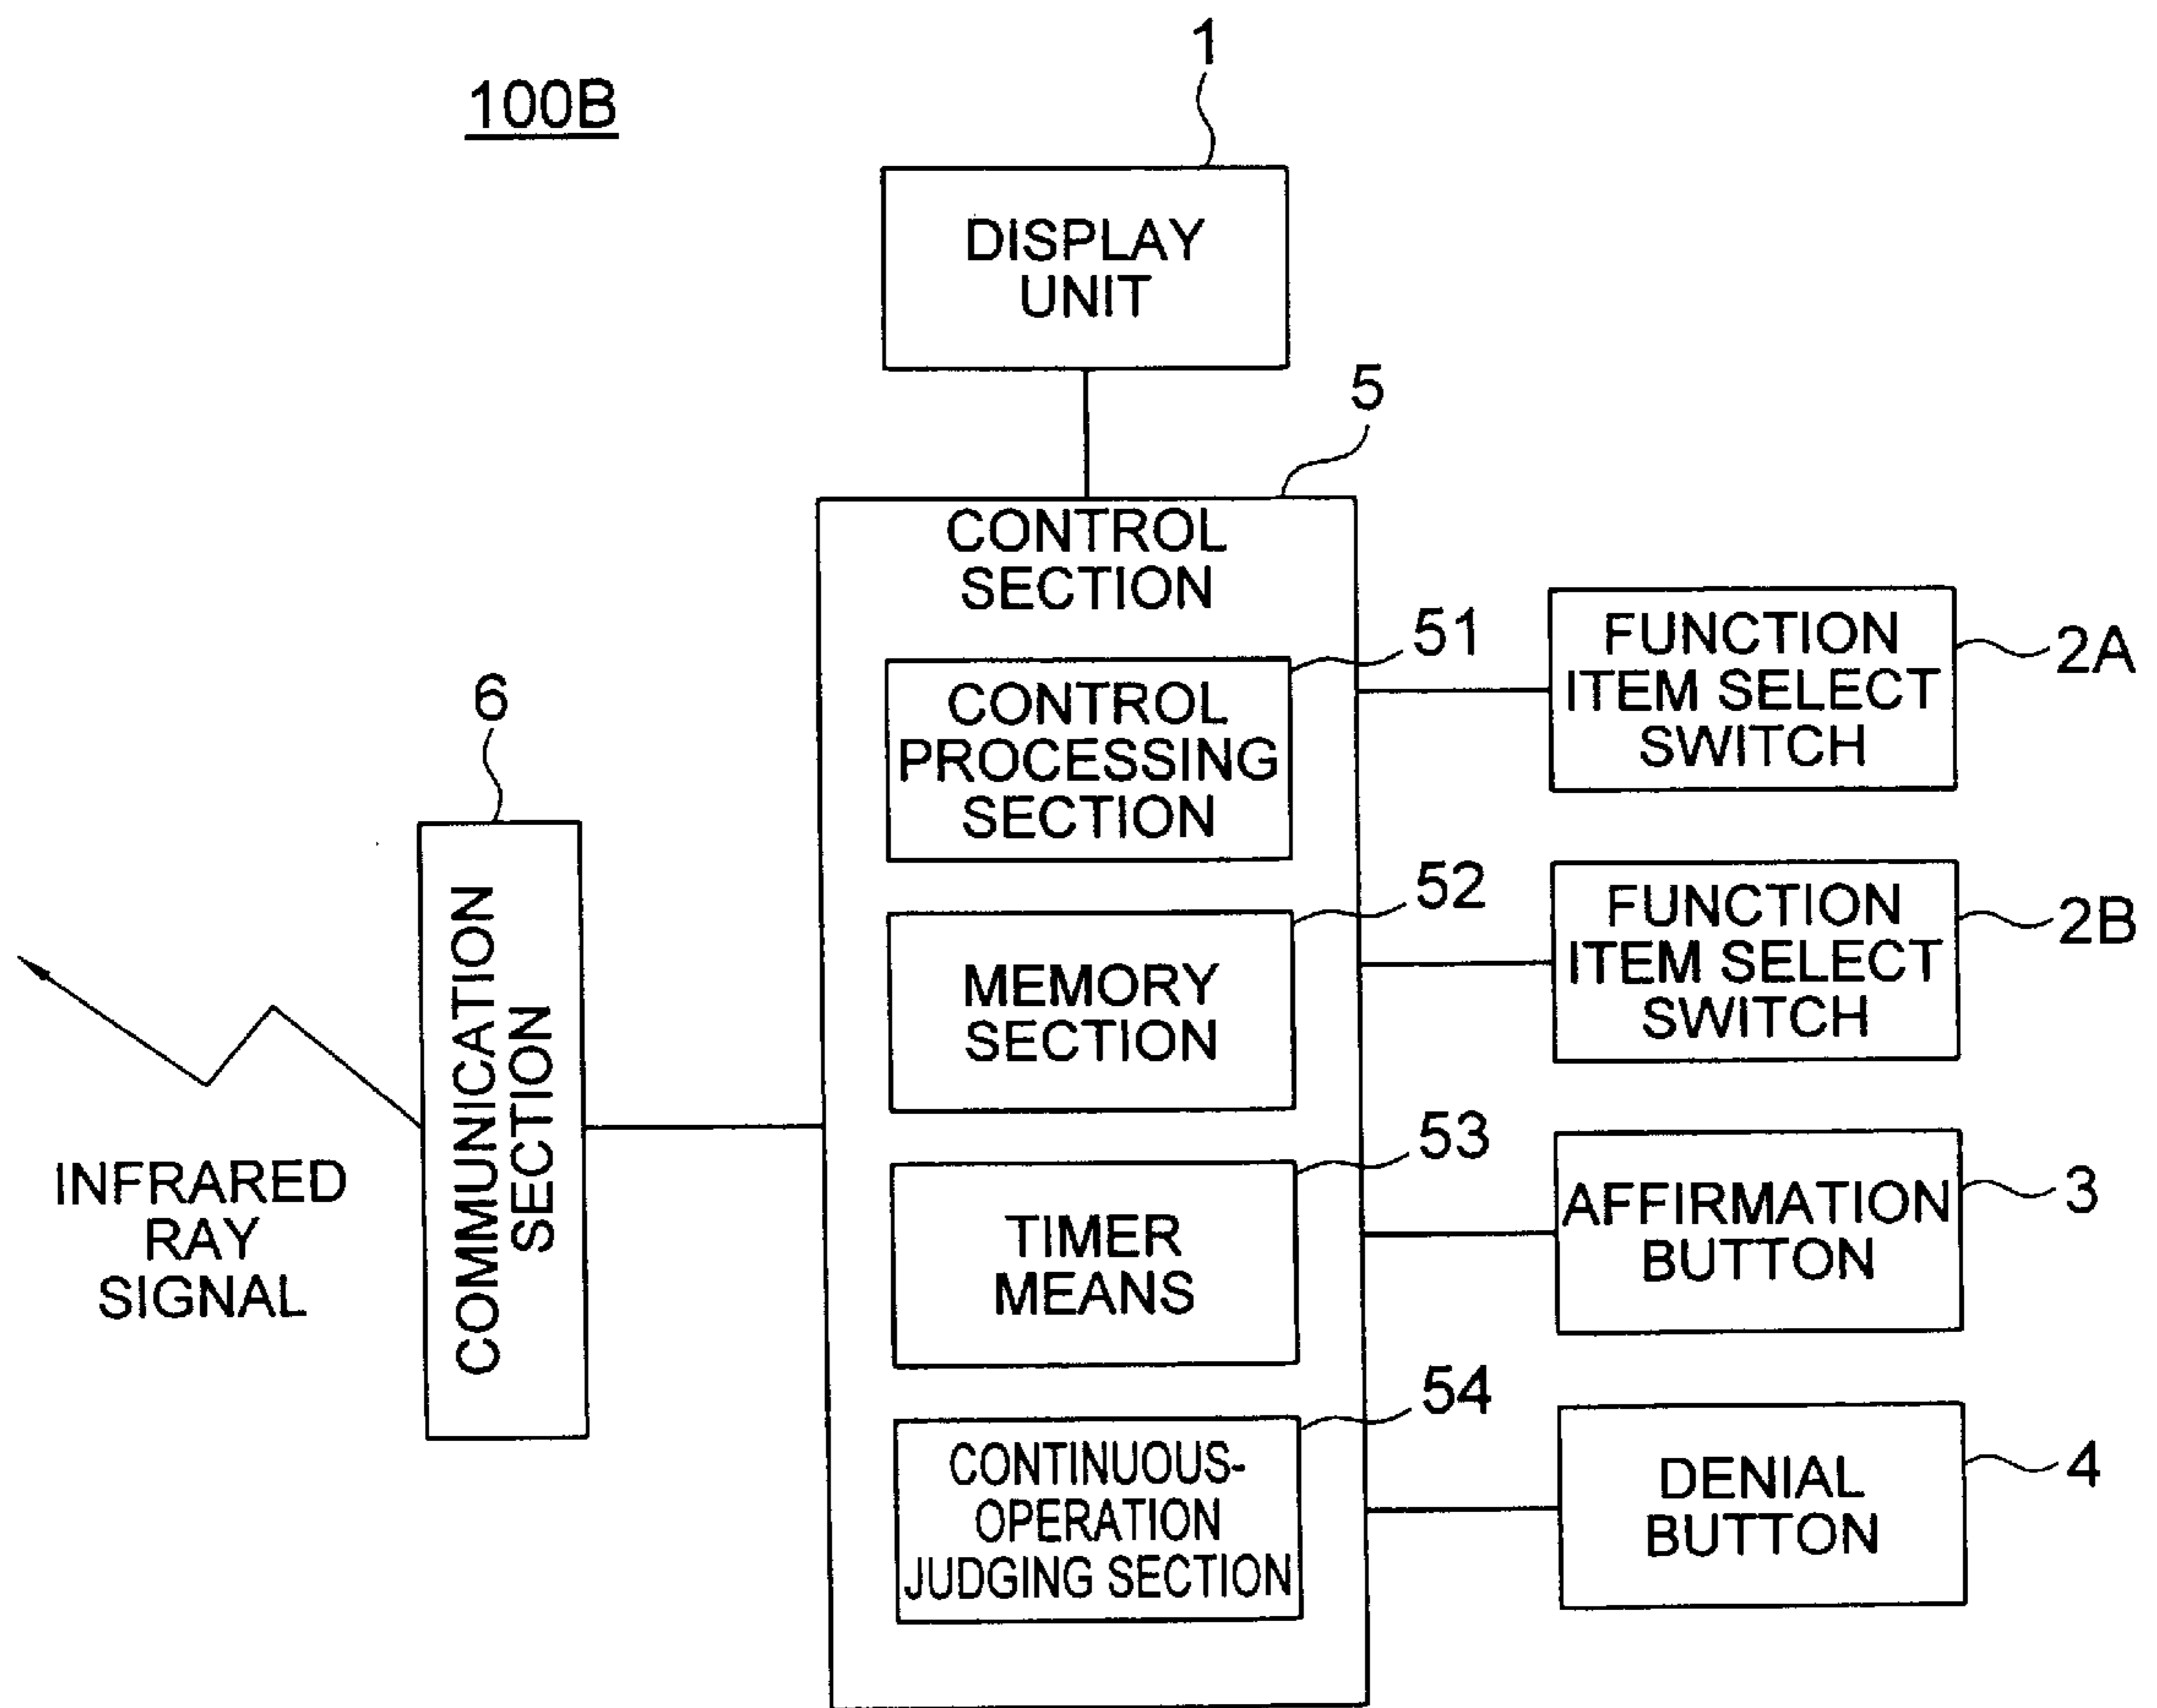 1
100B
DISPLAY
UNIT
5
CONTROL
SECTION
51
CONTROL
PROCESSING
SECTION
52
MEMORY
SECTION
53
TIMER
MEANS
54
CONTINUOUS-
OPERATION
JUDGING SECTION
FUNCTION
ITEM SELECT
SWITCH
2A
FUNCTION
ITEM SELECT
SWITCH
2B
AFFIRMATION
BUTTON
3
DENIAL
BUTTON
4
6
COMMUNICATION
SECTION
INFRARED
RAY
SIGNAL